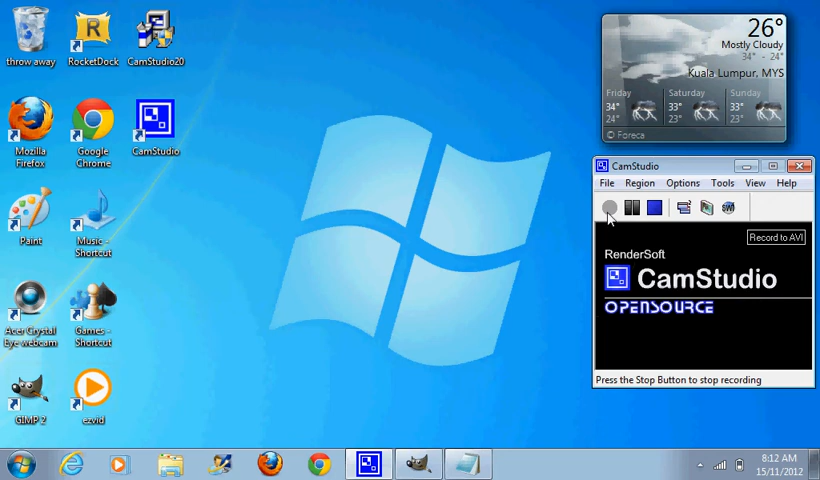 throw away
RocketDock
CamStudio20
Mozilla
Firefox
Google
Chrome
CamStudio
Paint
Music -
Shortcut
Acer Crystal
Eye webcam
Games -
Shortcut
GIMP 2
ezvid
26°
Mostly Cloudy
34° - 24°
Kuala Lumpur, MYS
Friday
34°
24°
Saturday
33°
23°
Sunday
33°
23°
© Foreca
CamStudio
File Region Options Tools View Help
SWF
Record to AVI
RenderSoft
CamStudio
OPENSOURCE
Press the Stop Button to stop recording
8:12 AM
15/11/2012